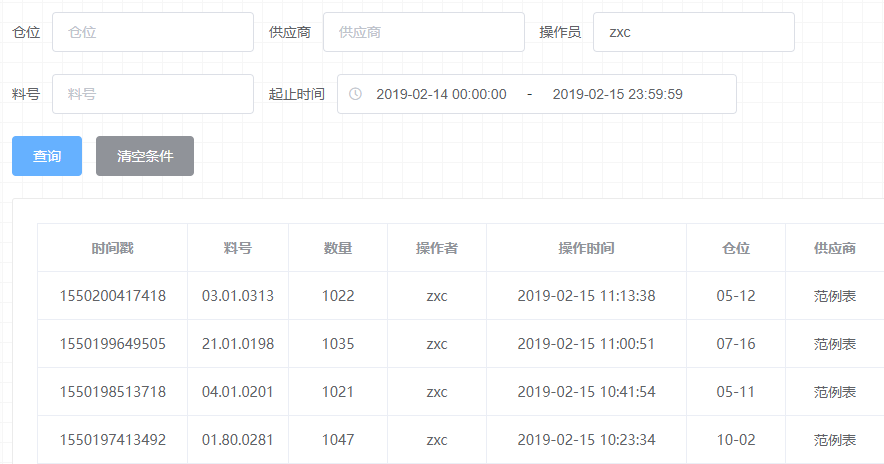 仓位 仓位 供应商 供应商 操作员 zxc
料号 料号 起止时间 2019-02-14 00:00:00 - 2019-02-15 23:59:59
查询 清空条件
时间戳 料号 数量 操作者 操作时间 仓位 供应商
1550200417418 03.01.0313 1022 zxc 2019-02-15 11:13:38 05-12 范例表
1550199649505 21.01.0198 1035 zxc 2019-02-15 11:00:51 07-16 范例表
1550198513718 04.01.0201 1021 zxc 2019-02-15 10:41:54 05-11 范例表
1550197413492 01.80.0281 1047 zxc 2019-02-15 10:23:34 10-02 范例表